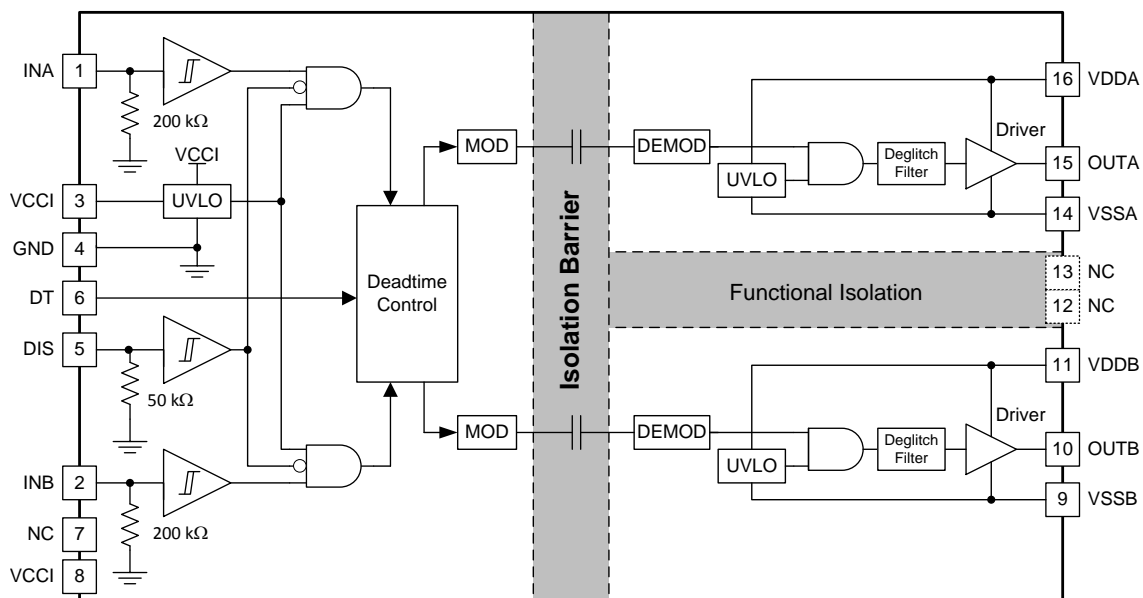 INA
1
200 kΩ
VCCI
VCCI
3
UVLO
GND
4
DT
6
DIS
5
50 kΩ
INB
2
200 kΩ
NC
7
VCCI
8
Deadtime
Control
MOD
MOD
Isolation Barrier
DEMOD
UVLO
Deglitch
Filter
Driver
16
VDDA
15
OUTA
14
VSSA
Functional Isolation
13
NC
12
NC
DEMOD
UVLO
Deglitch
Filter
Driver
11
VDDB
10
OUTB
9
VSSB